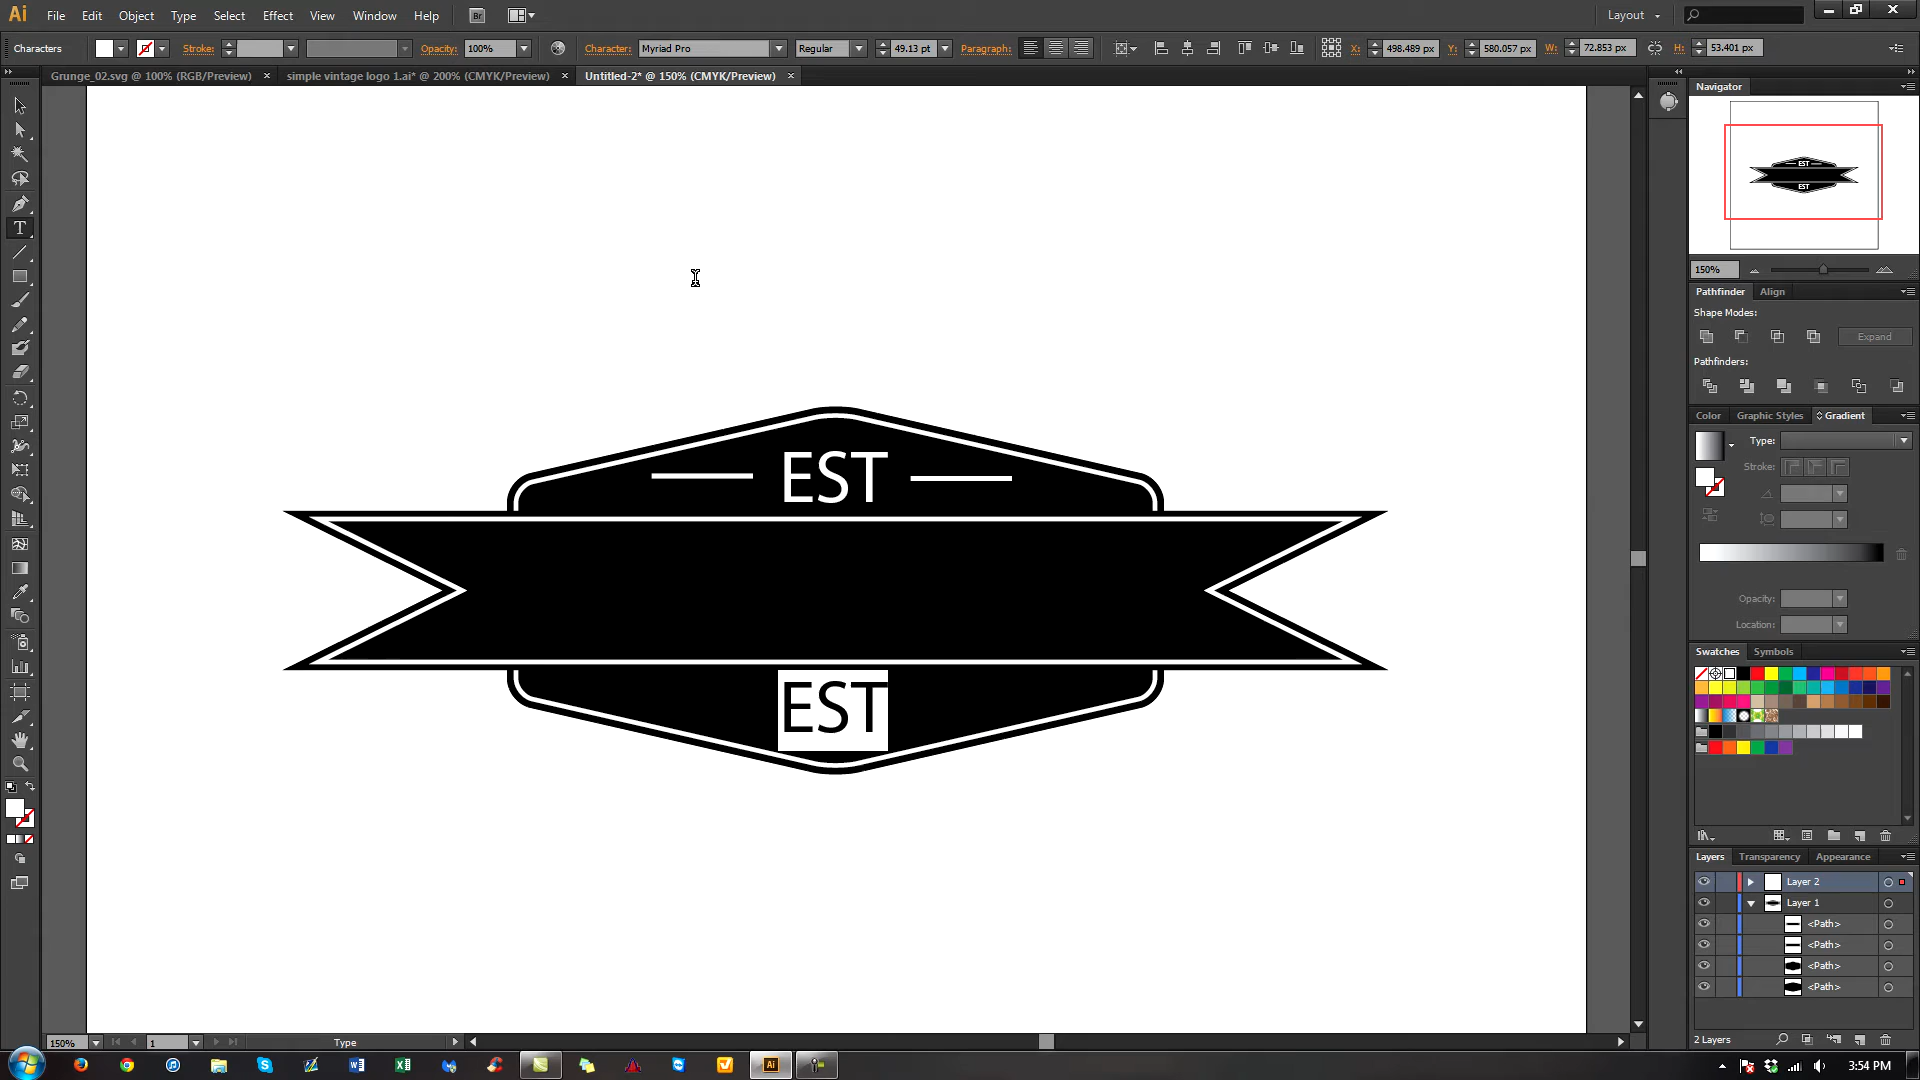 Ai File Edit Object Type Select Effect View Window Help Br Layout
Characters Stroke: Opacity: 100% Character: Myriad Pro Regular 49.13 pt Paragraph: X: 498.489 px Y: 580.057 px W: 72.853 px H: 53.401 px
Grunge_02.svg @ 100% (RGB/Preview) simple vintage logo 1.ai* @ 200% (CMYK/Preview) Untitled-2* @ 150% (CMYK/Preview)
EST
EST
Navigator
EST
EST
150%
Pathfinder Align
Shape Modes:
Expand
Pathfinders:
Color Graphic Styles Gradient
Type:
Stroke:
Opacity:
Location:
Swatches Symbols
Layers Transparency Appearance
Layer 2
Layer 1
<Path>
<Path>
<Path>
<Path>
2 Layers
150% 1 Type
Ai 3:54 PM